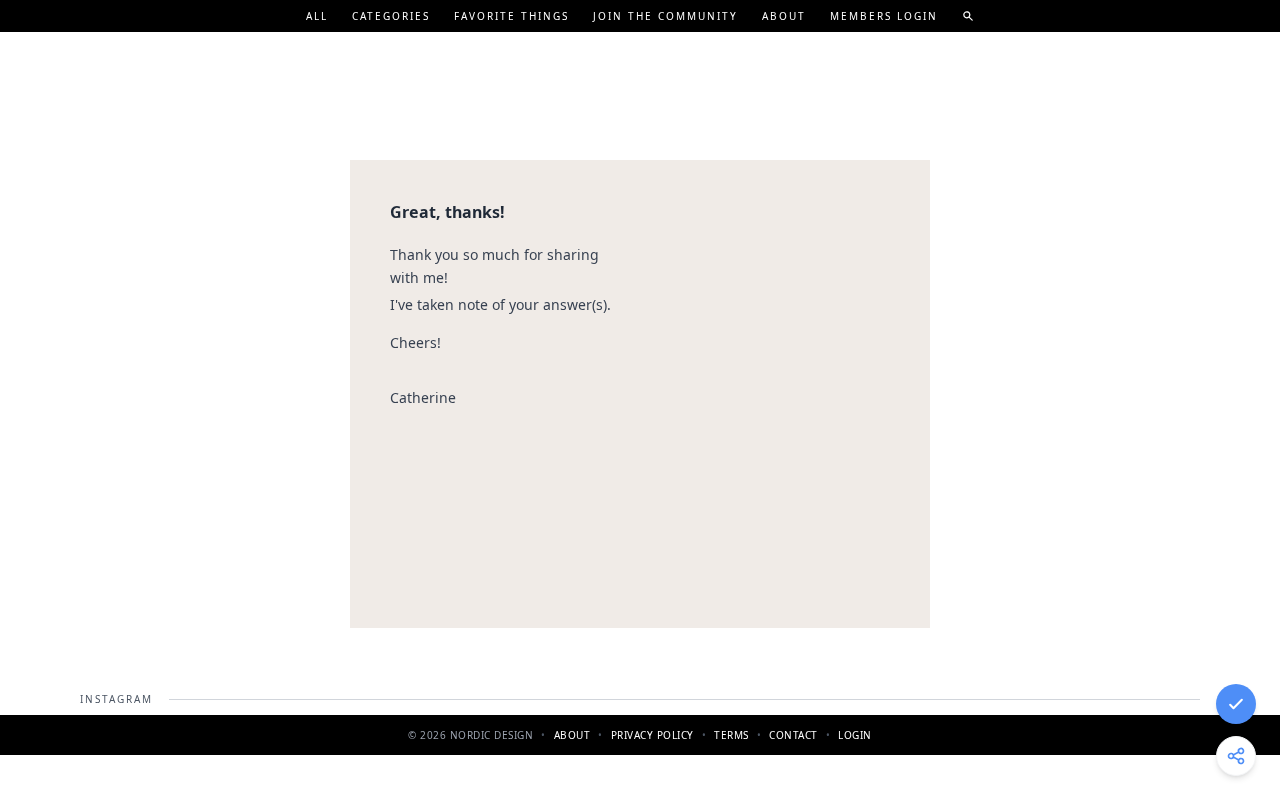 ALL CATEGORIES FAVORITE THINGS JOIN THE COMMUNITY ABOUT MEMBERS LOGIN
Great, thanks!
Thank you so much for sharing
with me!
I've taken note of your answer(s).
Cheers!
Catherine
INSTAGRAM
© 2026 NORDIC DESIGN • ABOUT • PRIVACY POLICY • TERMS • CONTACT • LOGIN